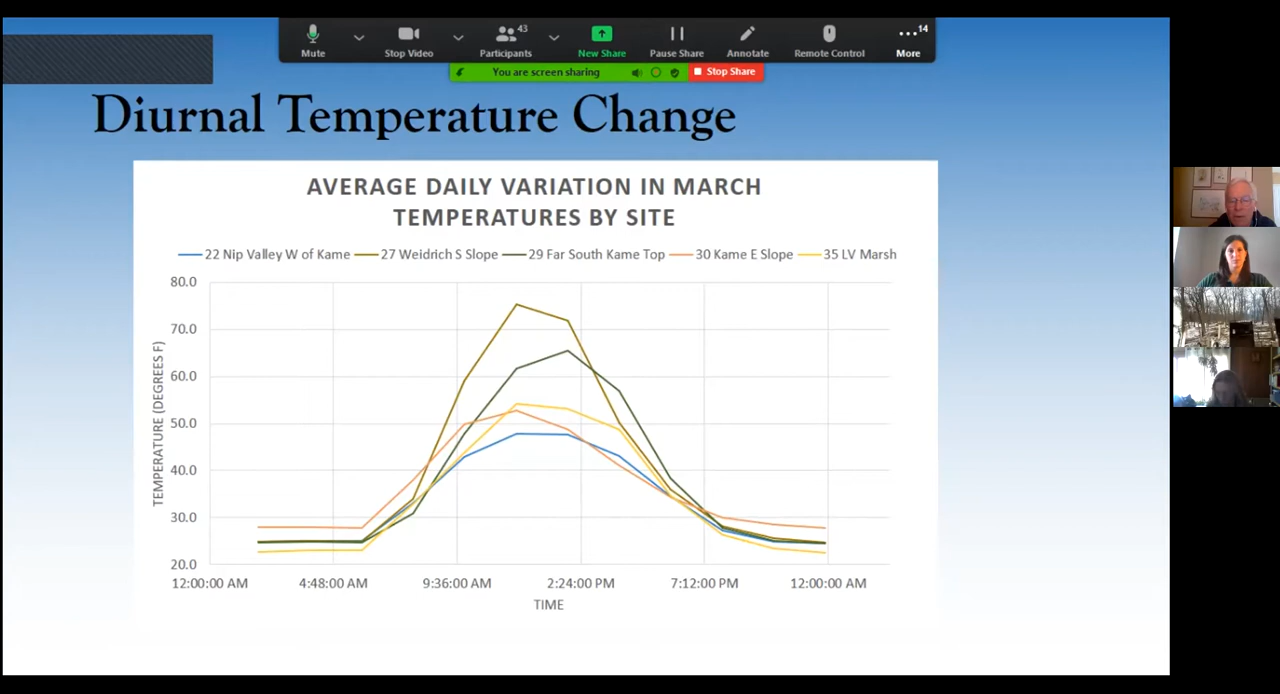 43
14
Mute
Stop Video
Participants
New Share
Pause Share
Annotate
Remote Control
More
You are screen sharing
Stop Share
Diurnal Temperature Change
AVERAGE DAILY VARIATION IN MARCH
TEMPERATURES BY SITE
22 Nip Valley W of Kame
27 Weidrich S Slope
29 Far South Kame Top
30 Kame E Slope
35 LV Marsh
TEMPERATURE (DEGREES F)
80.0
70.0
60.0
50.0
40.0
30.0
20.0
12:00:00 AM
4:48:00 AM
9:36:00 AM
2:24:00 PM
7:12:00 PM
12:00:00 AM
TIME